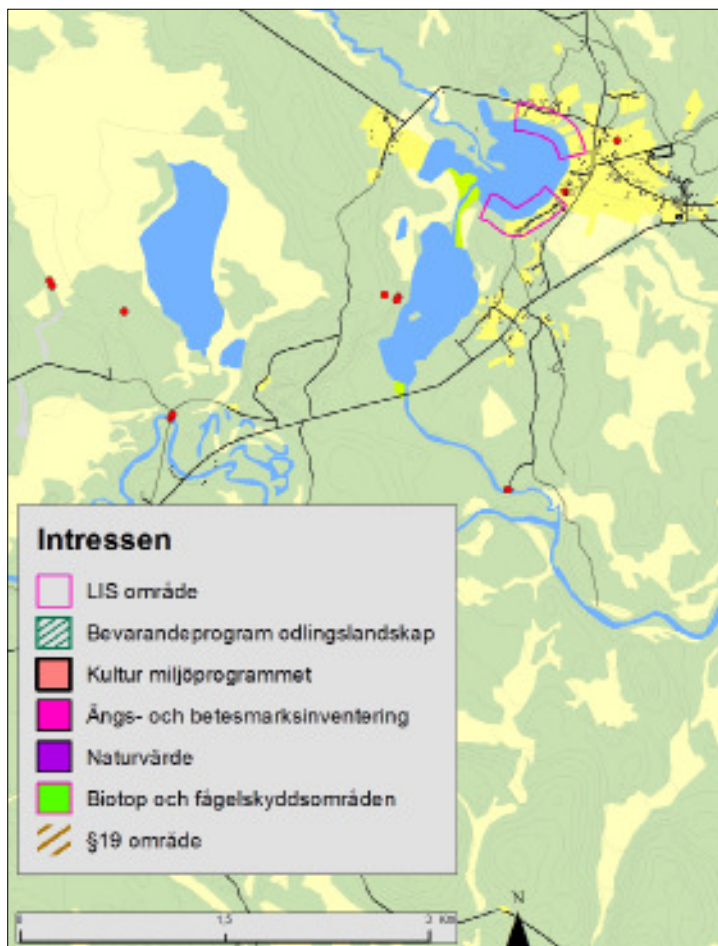 Intressen
LIS område
Bevarandeprogram odlingslandskap
Kultur miljöprogrammet
Ängs- och betesmarksinventering
Naturvärde
Biotop och fågelskyddsområden
§19 område
N
0 1,5 3 Km